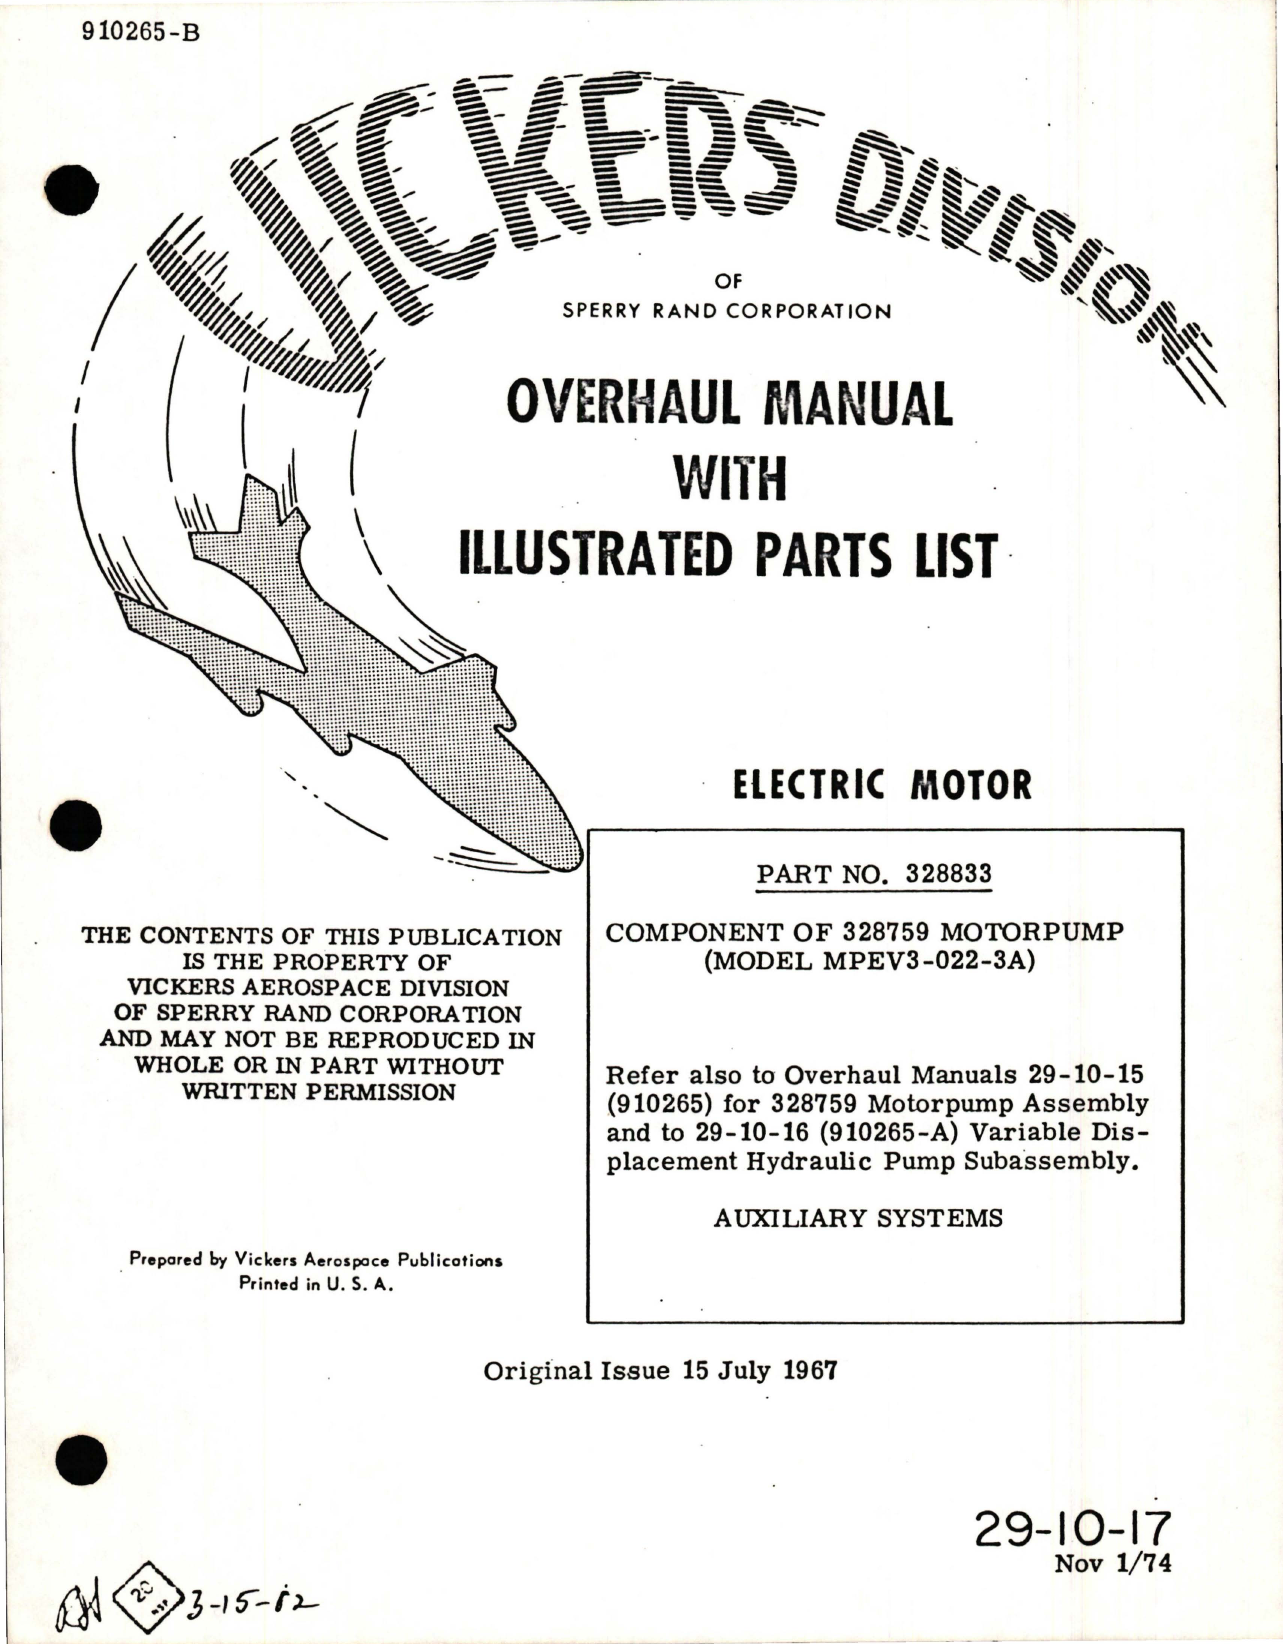 910265-B
VICKERS DIVISION
OF
SPERRY RAND CORPORATION
OVERHAUL MANUAL
WITH
ILLUSTRATED PARTS LIST
ELECTRIC MOTOR
PART NO. 328833
COMPONENT OF 328759 MOTORPUMP
(MODEL MPEV3-022-3A)
Refer also to Overhaul Manuals 29-10-15
(910265) for 328759 Motorpump Assembly
and to 29-10-16 (910265-A) Variable Dis-
placement Hydraulic Pump Subassembly.
AUXILIARY SYSTEMS
THE CONTENTS OF THIS PUBLICATION
IS THE PROPERTY OF
VICKERS AEROSPACE DIVISION
OF SPERRY RAND CORPORATION
AND MAY NOT BE REPRODUCED IN
WHOLE OR IN PART WITHOUT
WRITTEN PERMISSION
Prepared by Vickers Aerospace Publications
Printed in U. S. A.
Original Issue 15 July 1967
29-10-17
Nov 1/74
20
3-15-82